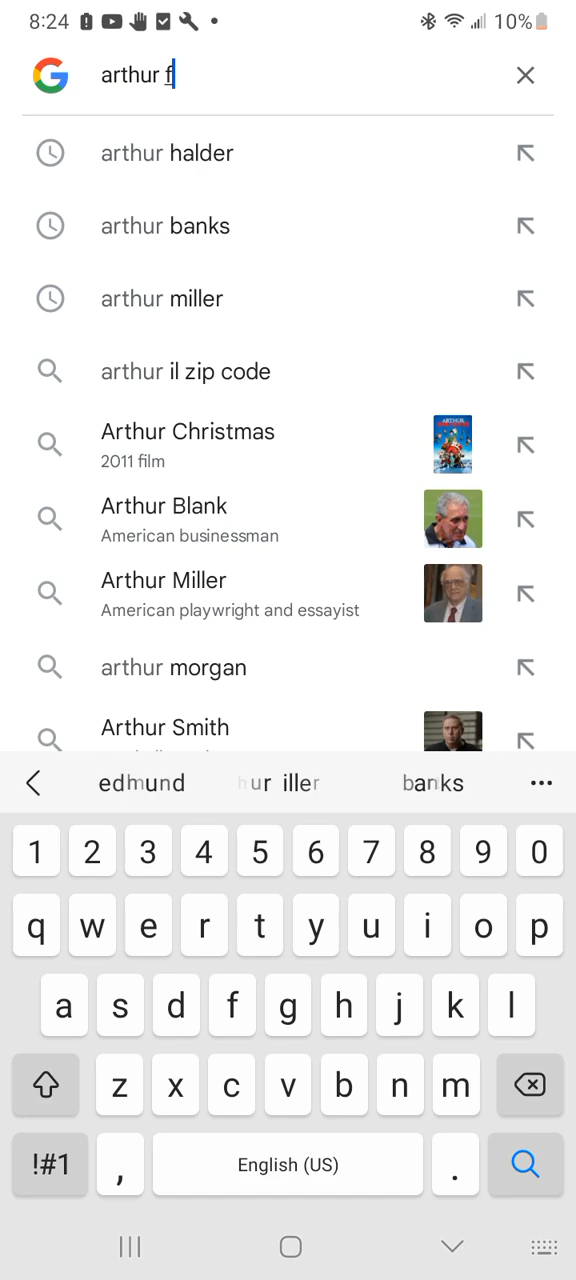 8:24 10%
arthur f
arthur halder
arthur banks
arthur miller
arthur il zip code
Arthur Christmas
2011 film
Arthur Blank
American businessman
Arthur Miller
American playwright and essayist
arthur morgan
Arthur Smith
edmund banks
1 2 3 4 5 6 7 8 9 0
q w e r t y u i o p
a s d f g h j k l
z x c v b n m
!#1 , English (US) .